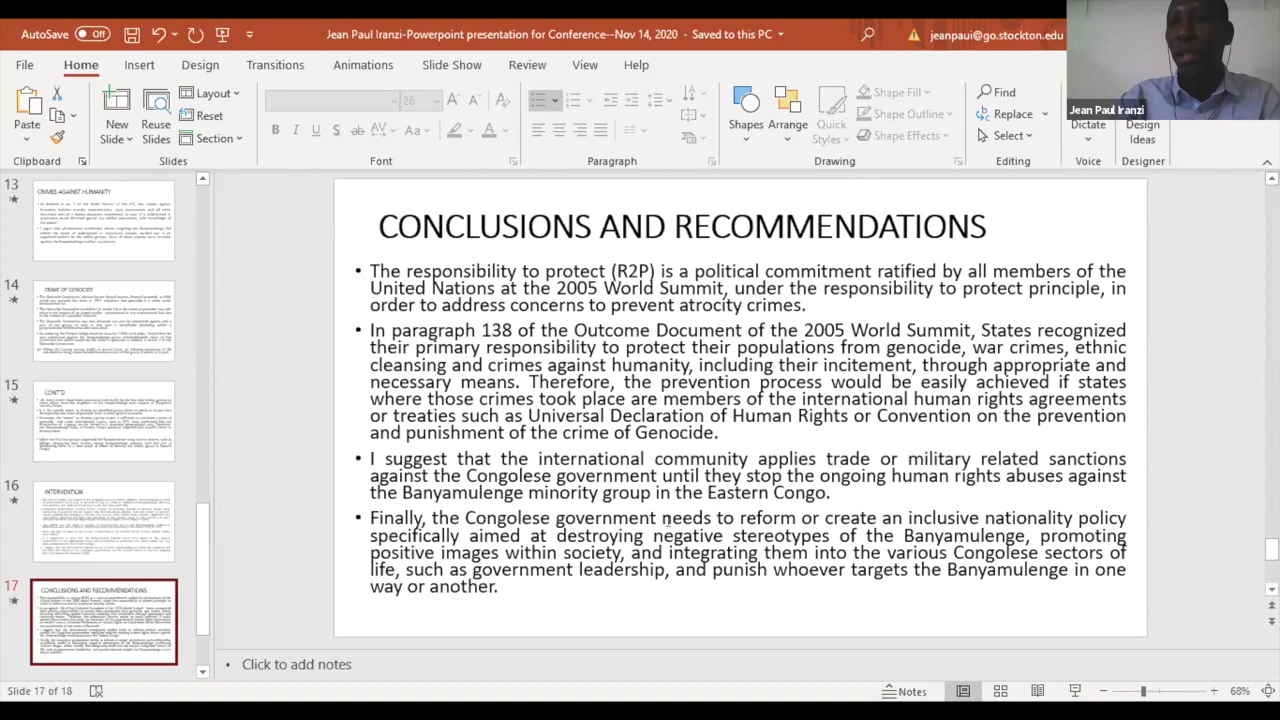 AutoSave Off
Jean Paul Iranzi-Powerpoint presentation for Conference--Nov 14, 2020 - Saved to this PC
jeanpaui@go.stockton.edu
File Home Insert Design Transitions Animations Slide Show Review View Help
Jean Paul Iranzi
Paste
New Slide
Reuse Slides
Layout
Reset
Section
26
Shapes
Arrange
Quick Styles
Shape Fill
Shape Outline
Shape Effects
Find
Replace
Select
Dictate
Design Ideas
Clipboard Slides Font Paragraph Drawing Editing Voice Designer
13
CRIMES AGAINST HUMANITY
14
CRIME OF GENOCIDE
15
CONT'D
16
INTERVENTION
17
CONCLUSIONS AND RECOMMENDATIONS
CONCLUSIONS AND RECOMMENDATIONS
• The responsibility to protect (R2P) is a political commitment ratified by all members of the
United Nations at the 2005 World Summit, under the responsibility to protect principle, in
order to address concerns to prevent atrocity crimes.
• In paragraph 138 of the Outcome Document of the 2005 World Summit, States recognized
their primary responsibility to protect their populations from genocide, war crimes, ethnic
cleansing and crimes against humanity, including their incitement, through appropriate and
necessary means. Therefore, the prevention process would be easily achieved if states
where those crimes took place are members of the international human rights agreements
or treaties such as Universal Declaration of Human Rights or Convention on the prevention
and punishment of the crime of Genocide.
• I suggest that the international community applies trade or military related sanctions
against the Congolese government until they stop the ongoing human rights abuses against
the Banyamulenge minority group in the Eastern Congo.
• Finally, the Congolese government needs to reform or create an inclusive nationality policy
specifically aimed at destroying negative stereotypes of the Banyamulenge, promoting
positive images within society, and integrating them into the various Congolese sectors of
life, such as government leadership, and punish whoever targets the Banyamulenge in one
way or another.
Click to add notes
Slide 17 of 18
Notes
68%